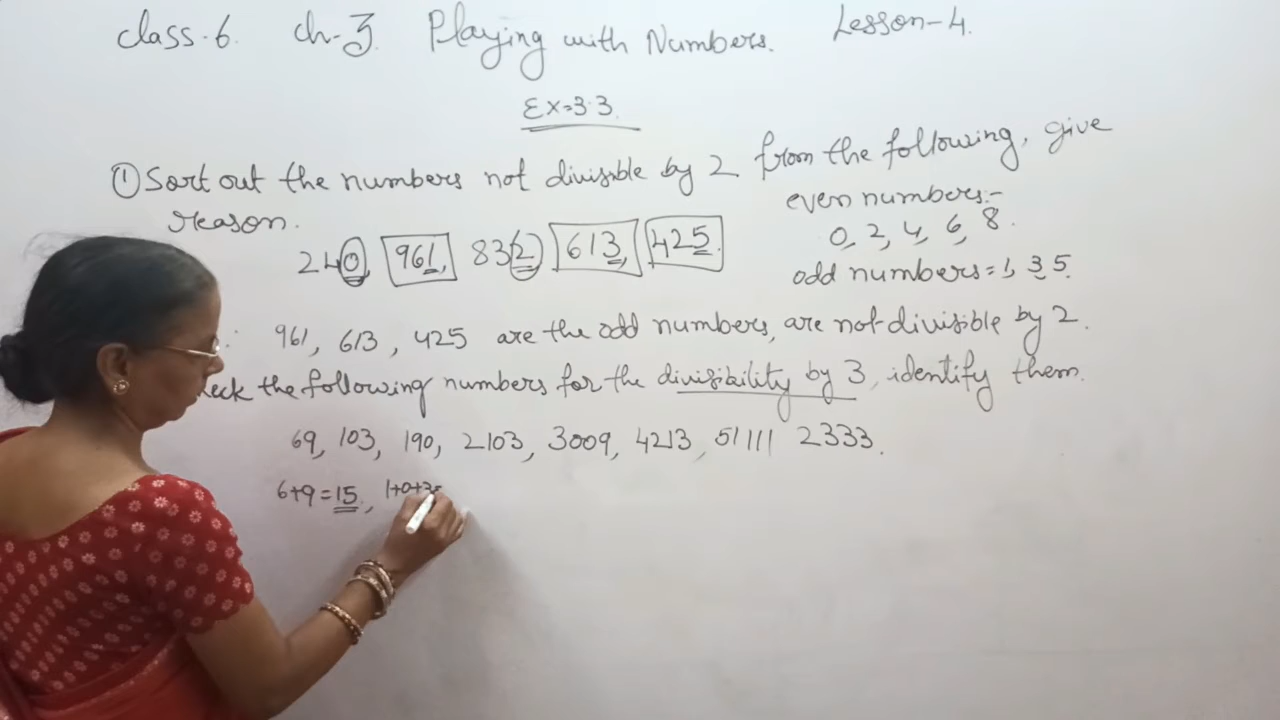 class-6. ch-3. Playing with Numbers. Lesson-4.
Ex=3.3.
① Sort out the numbers not divisible by 2 from the following, give
reason.
even numbers:-
0, 2, 4, 6, 8.
240, 961, 832 613, 425.
odd numbers = 1, 3 5.
: 961, 613, 425 are the odd numbers, are not divisible by 2.
eck the following numbers for the divisibility by 3, identify them.
69, 103, 190, 2103, 3009, 4213, 51111 2333.
6+9=15, 1+0+3=